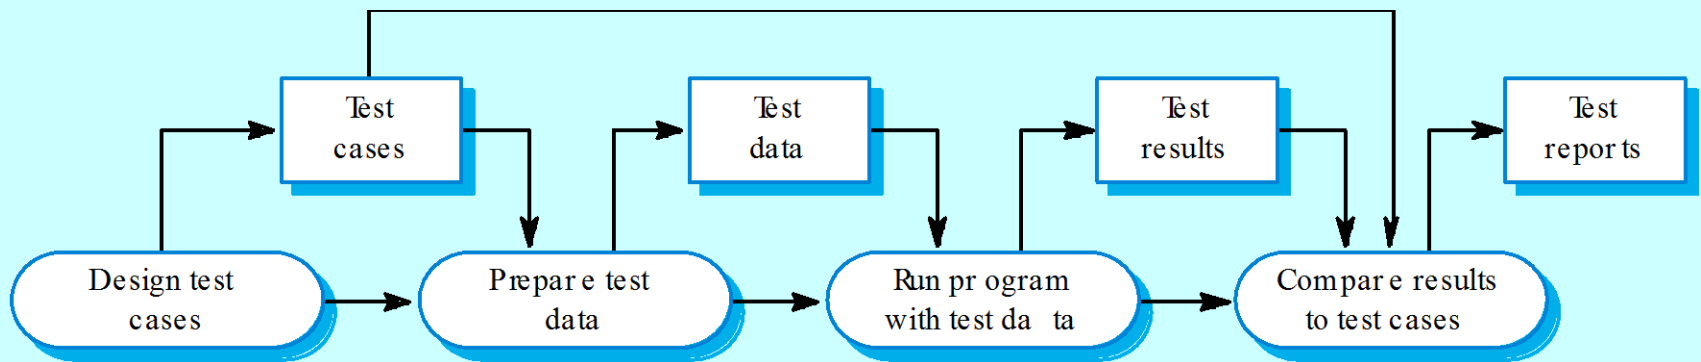 Test
cases
Test
data
Test
results
Test
reports
Design test
cases
Prepare test
data
Run program
with test data
Compare results
to test cases